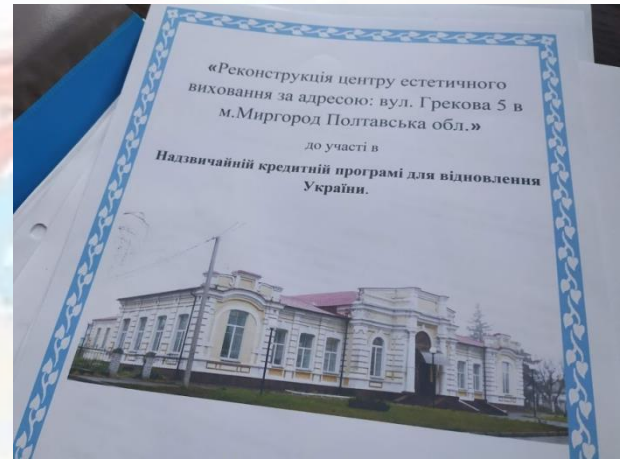 «Реконструкція центру естетичного
виховання за адресою: вул. Грекова 5 в
м.Миргород Полтавська обл.»
до участі в
Надзвичайній кредитній програмі для відновлення
України.